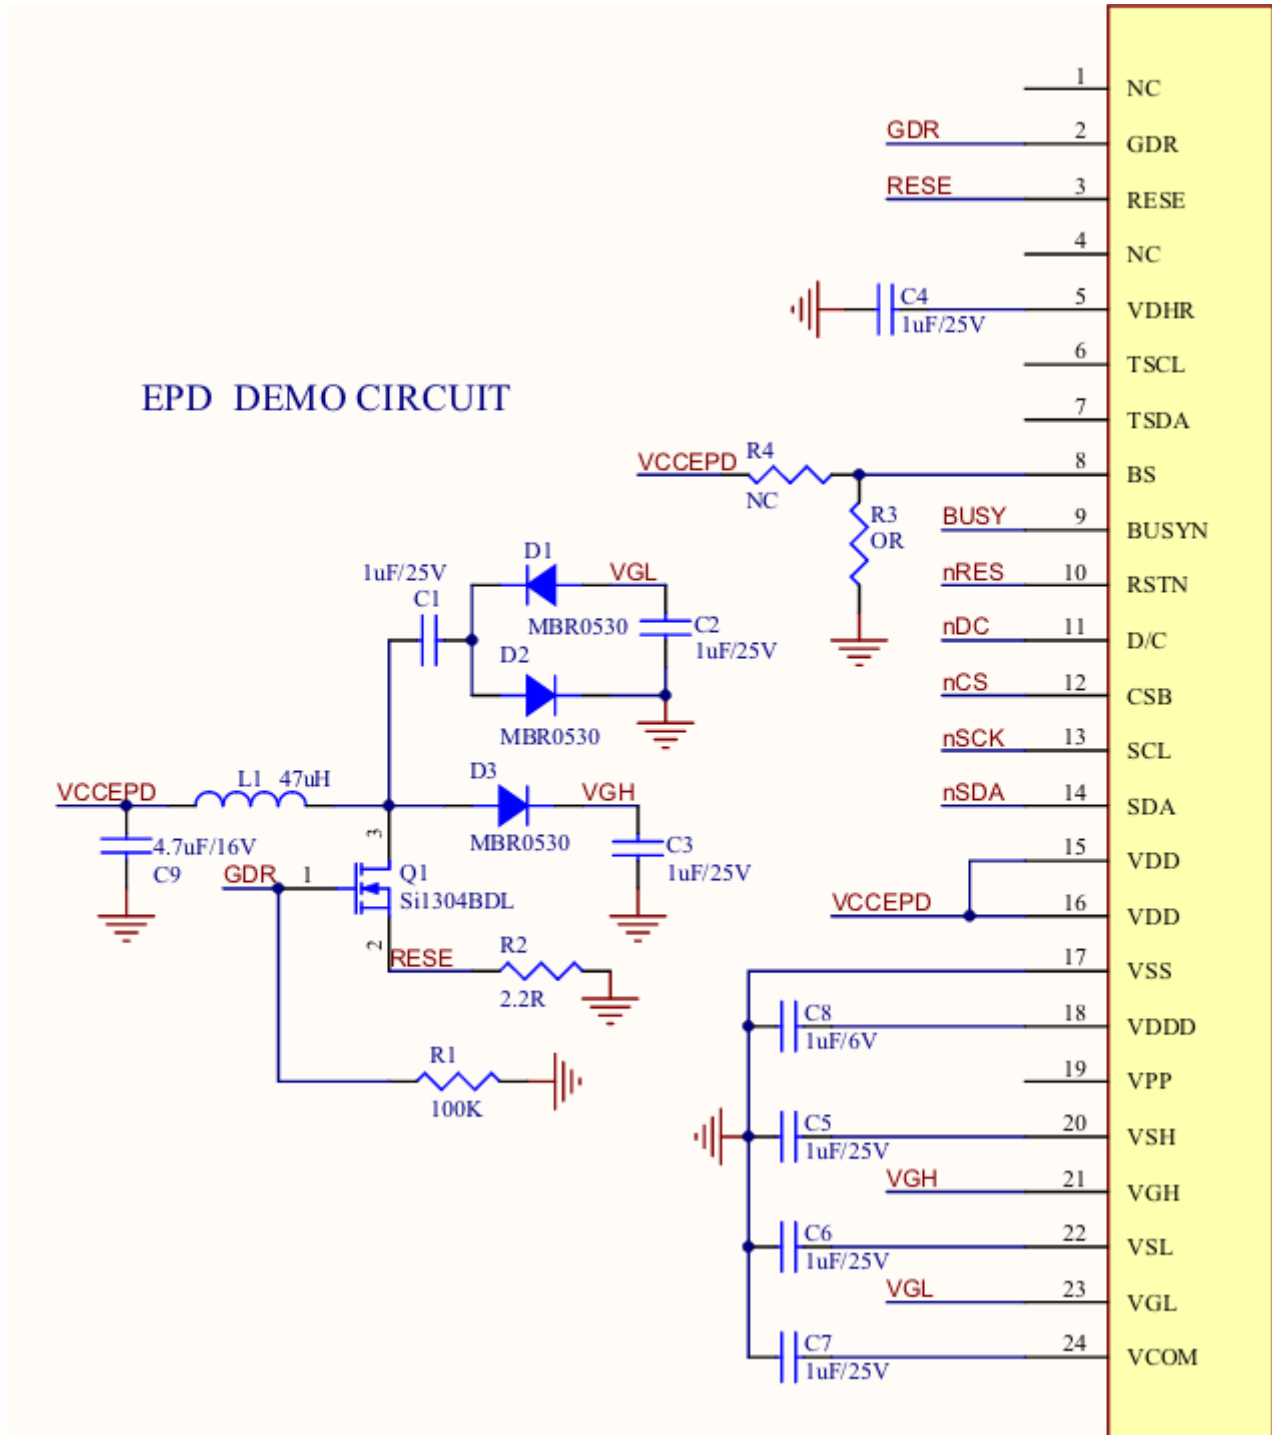 1 NC
GDR 2 GDR
RESE 3 RESE
4 NC
C4 5 VDHR
1uF/25V
6 TSCL
EPD DEMO CIRCUIT
7 TSDA
R4
VCCEPD 8 BS
NC
R3
OR
BUSY 9 BUSYN
D1
1uF/25V VGL nRES 10 RSTN
C1
MBR0530 C2
1uF/25V
nDC 11 D/C
D2
nCS 12 CSB
MBR0530
nSCK 13 SCL
L1 47uH D3
VCCEPD VGH nSDA 14 SDA
3
4.7uF/16V MBR0530 C3
1uF/25V
15 VDD
C9
GDR 1 Q1
Si1304BDL
VCCEPD 16 VDD
2
RESE R2
2.2R
17 VSS
C8 18 VDDD
1uF/6V
R1
100K
19 VPP
C5 20 VSH
1uF/25V
VGH 21 VGH
C6 22 VSL
1uF/25V
VGL 23 VGL
C7 24 VCOM
1uF/25V